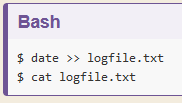 Bash
$ date >> logfile.txt
$ cat logfile.txt